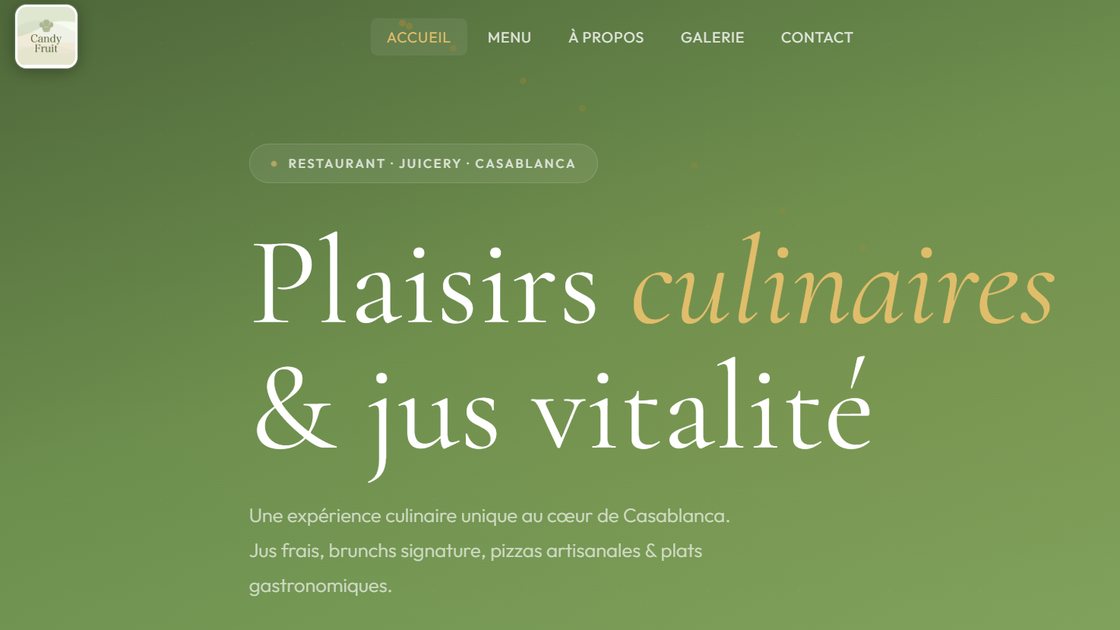 Candy
Fruit
ACCUEIL MENU À PROPOS GALERIE CONTACT
RESTAURANT · JUICERY · CASABLANCA
Plaisirs culinaires
& jus vitalité
Une expérience culinaire unique au cœur de Casablanca.
Jus frais, brunchs signature, pizzas artisanales & plats
gastronomiques.